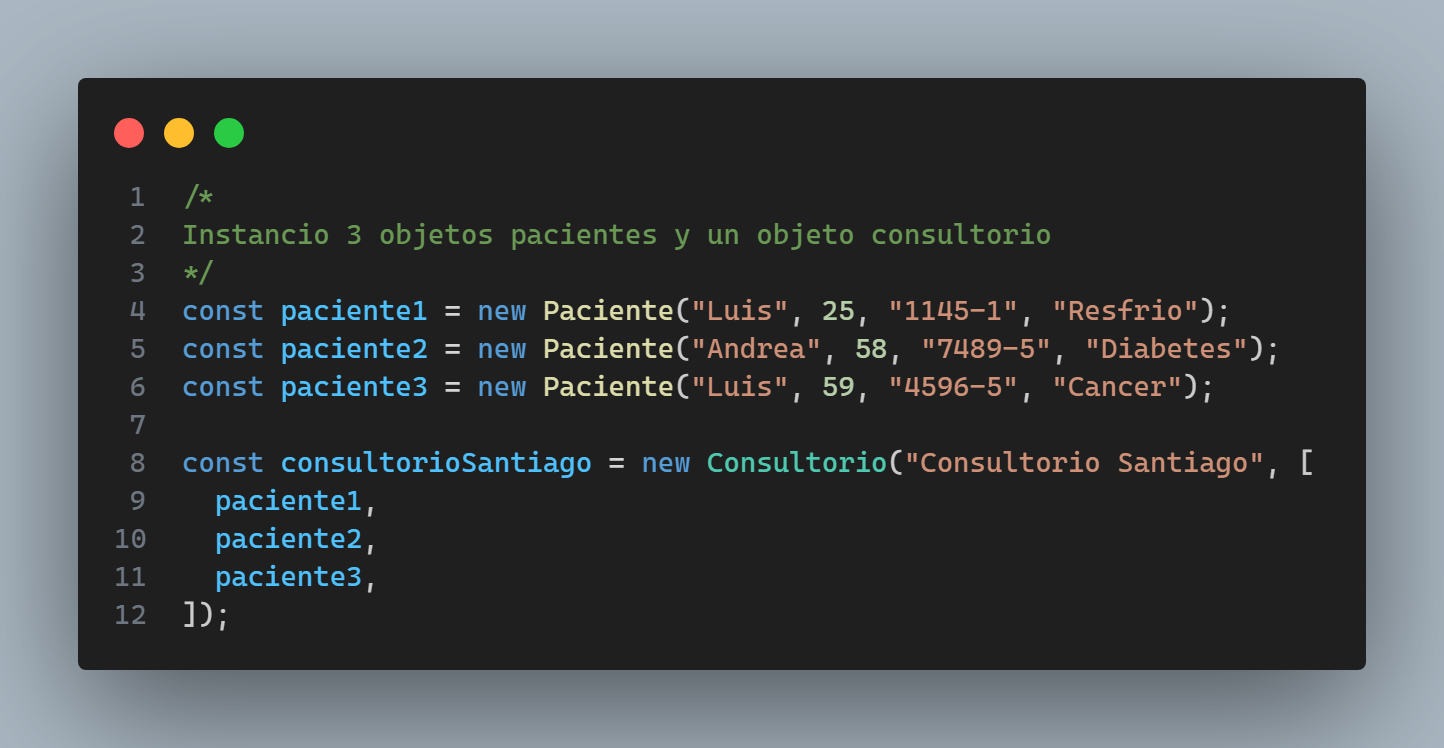 1 /*
2 Instancio 3 objetos pacientes y un objeto consultorio
3 */
4 const paciente1 = new Paciente("Luis", 25, "1145-1", "Resfrio");
5 const paciente2 = new Paciente("Andrea", 58, "7489-5", "Diabetes");
6 const paciente3 = new Paciente("Luis", 59, "4596-5", "Cancer");
7
8 const consultorioSantiago = new Consultorio("Consultorio Santiago", [
9   paciente1,
10   paciente2,
11   paciente3,
12 ]);